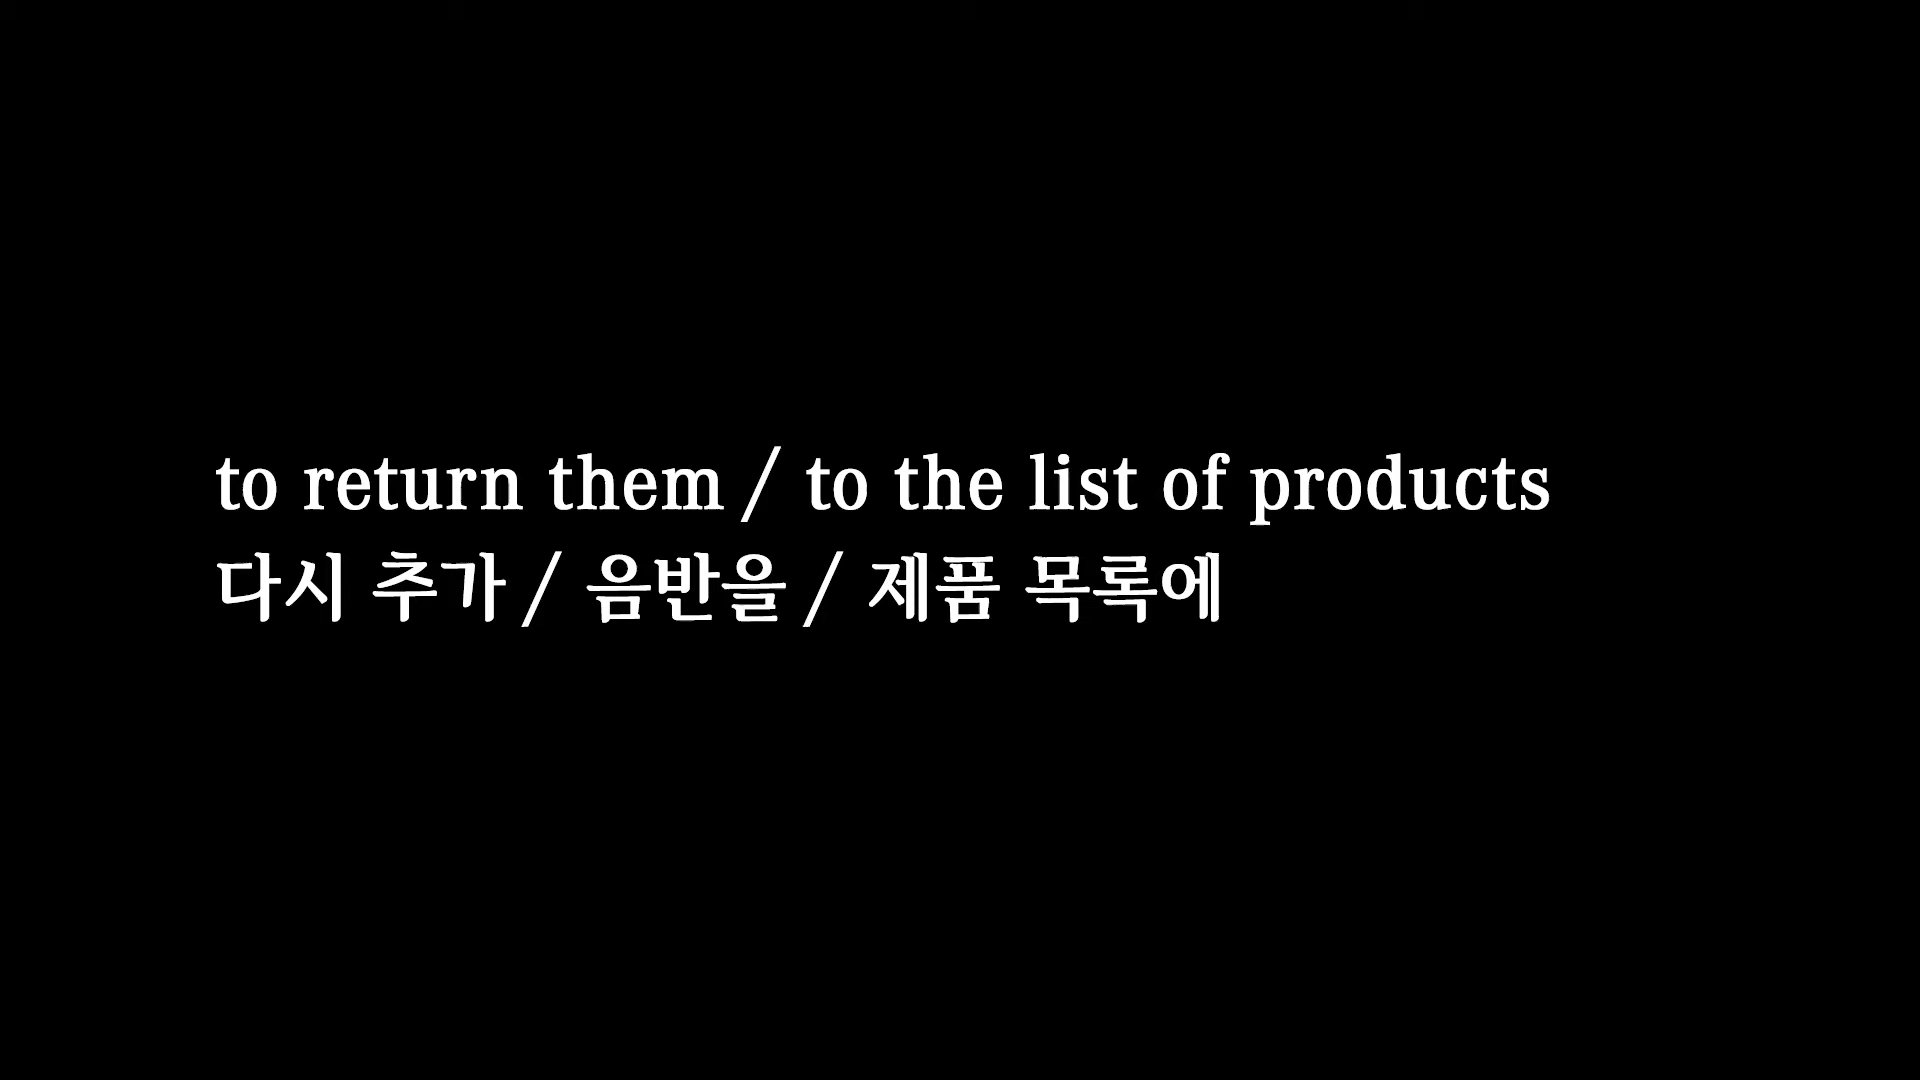 to return them / to the list of products
다시 추가 / 음반을 / 제품 목록에